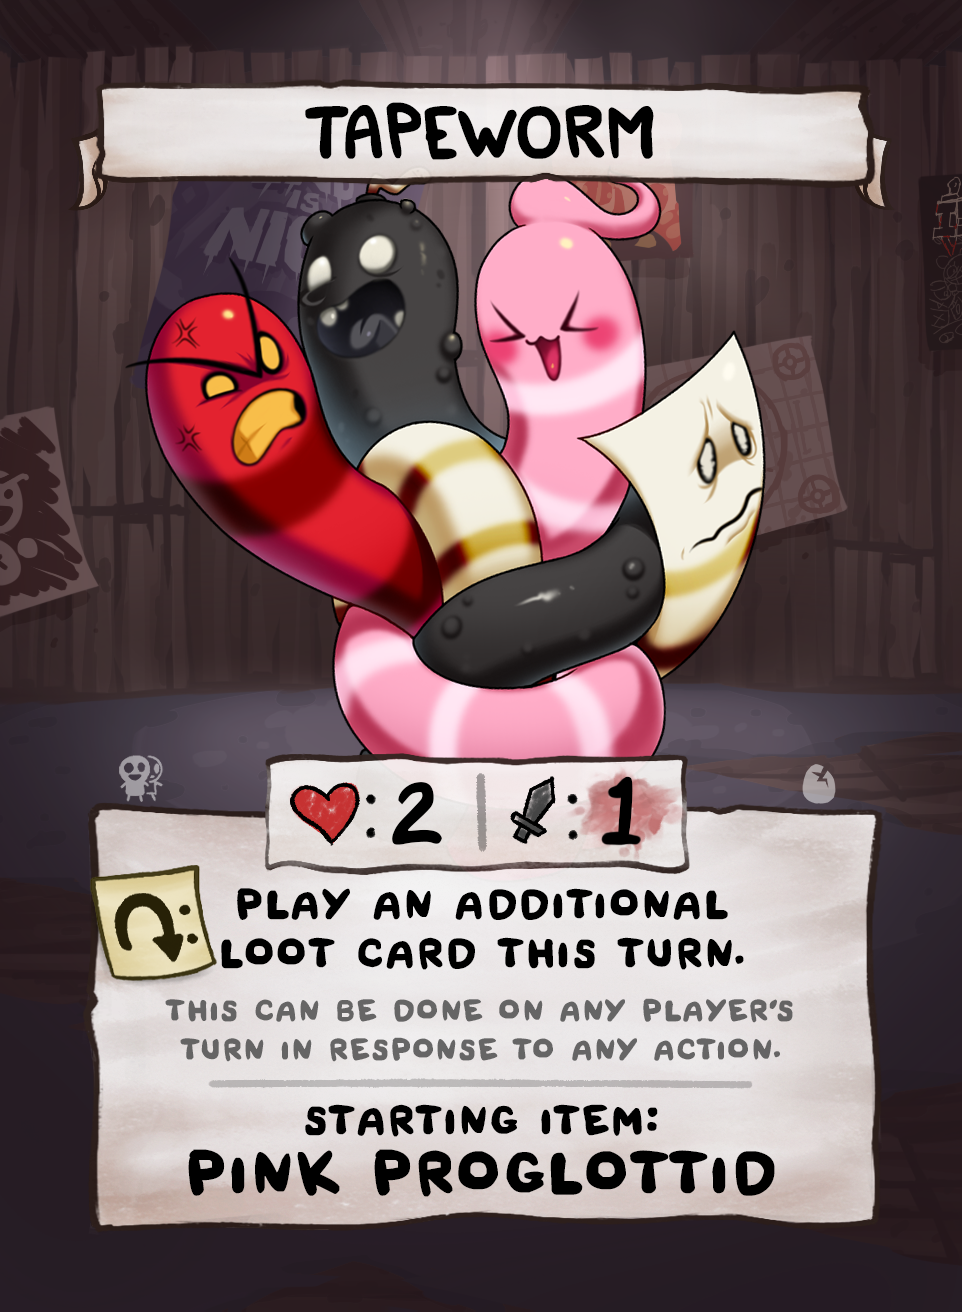 TAPEWORM
2 1
PLAY AN ADDITIONAL
LOOT CARD THIS TURN.
THIS CAN BE DONE ON ANY PLAYER'S
TURN IN RESPONSE TO ANY ACTION.
STARTING ITEM:
PINK PROGLOTTID